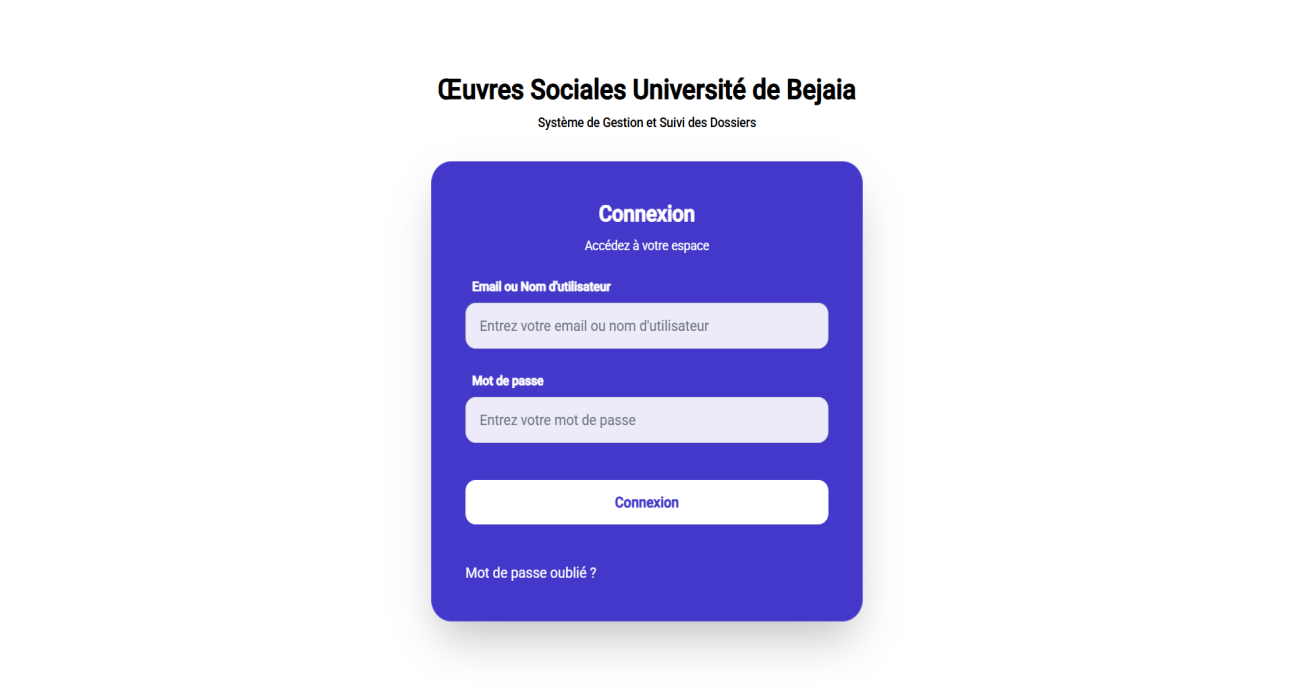 Œuvres Sociales Université de Bejaia
Système de Gestion et Suivi des Dossiers
Connexion
Accédez à votre espace
Email ou Nom d'utilisateur
Entrez votre email ou nom d'utilisateur
Mot de passe
Entrez votre mot de passe
Connexion
Mot de passe oublié ?